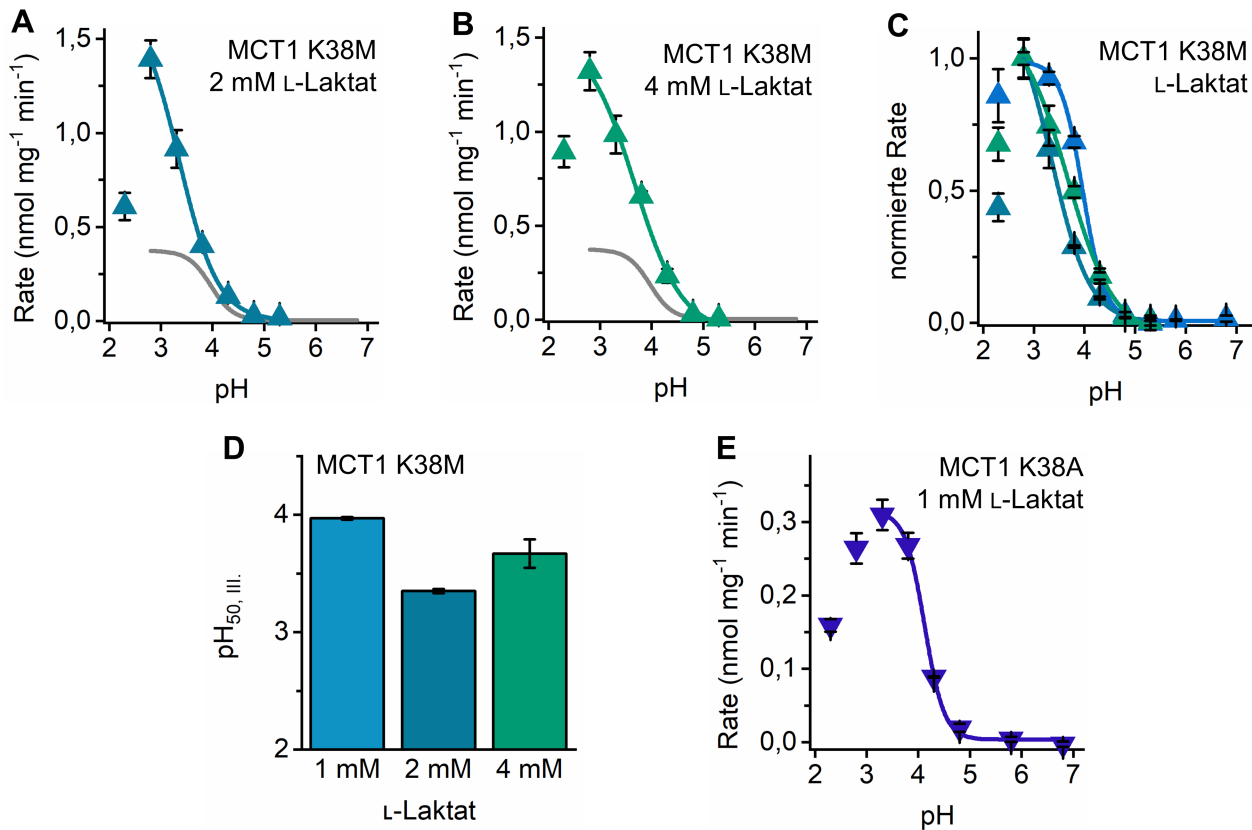 A
MCT1 K38M
2 mM L-Laktat
Rate (nmol mg⁻¹ min⁻¹)
1,5
1,0
0,5
0,0
2 3 4 5 6 7
pH
B
MCT1 K38M
4 mM L-Laktat
Rate (nmol mg⁻¹ min⁻¹)
1,5
1,0
0,5
0,0
2 3 4 5 6 7
pH
C
MCT1 K38M
L-Laktat
normierte Rate
1,0
0,5
0,0
2 3 4 5 6 7
pH
D
MCT1 K38M
pH50, III.
4
3
2
1 mM 2 mM 4 mM
L-Laktat
E
MCT1 K38A
1 mM L-Laktat
Rate (nmol mg⁻¹ min⁻¹)
0,3
0,2
0,1
0,0
2 3 4 5 6 7
pH